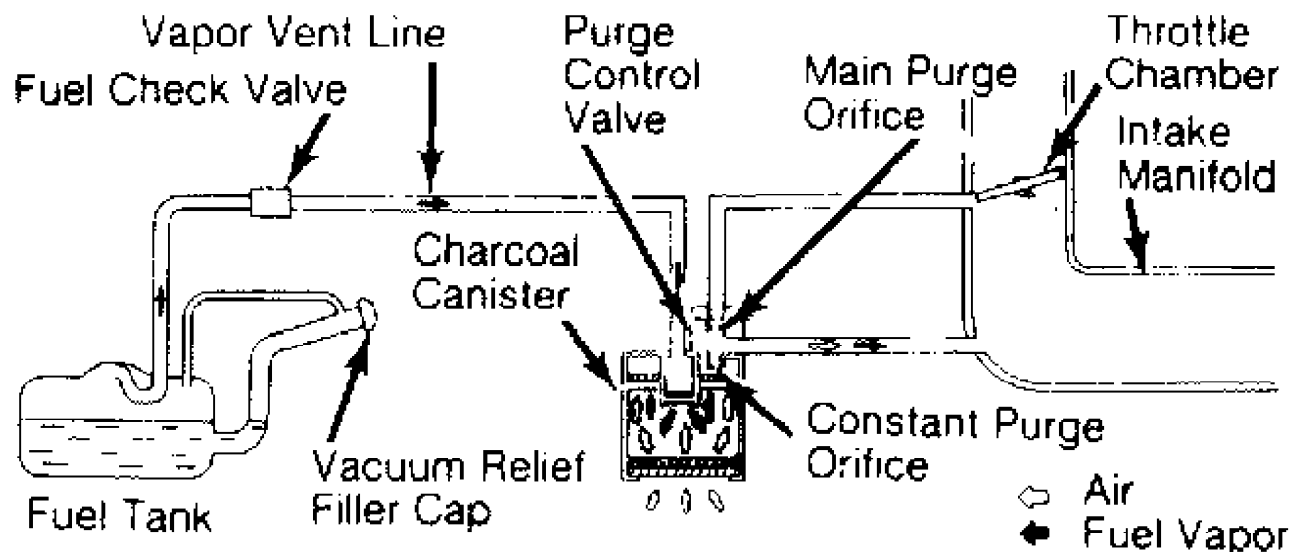 Vapor Vent Line
Fuel Check Valve
Purge
Control
Valve
Main Purge
Orifice
Throttle
Chamber
Intake
Manifold
Charcoal
Canister
Constant Purge
Orifice
Vacuum Relief
Filler Cap
Fuel Tank
Air
Fuel Vapor